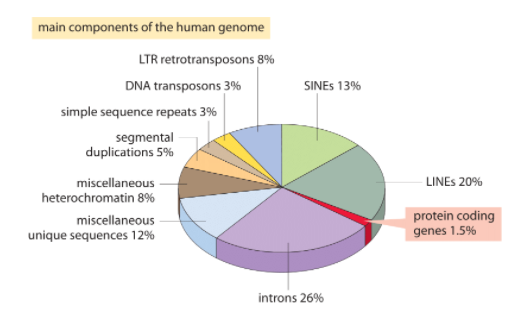 main components of the human genome
LTR retrotransposons 8%
DNA transposons 3%
SINEs 13%
simple sequence repeats 3%
segmental
duplications 5%
LINEs 20%
miscellaneous
heterochromatin 8%
protein coding
genes 1.5%
miscellaneous
unique sequences 12%
introns 26%